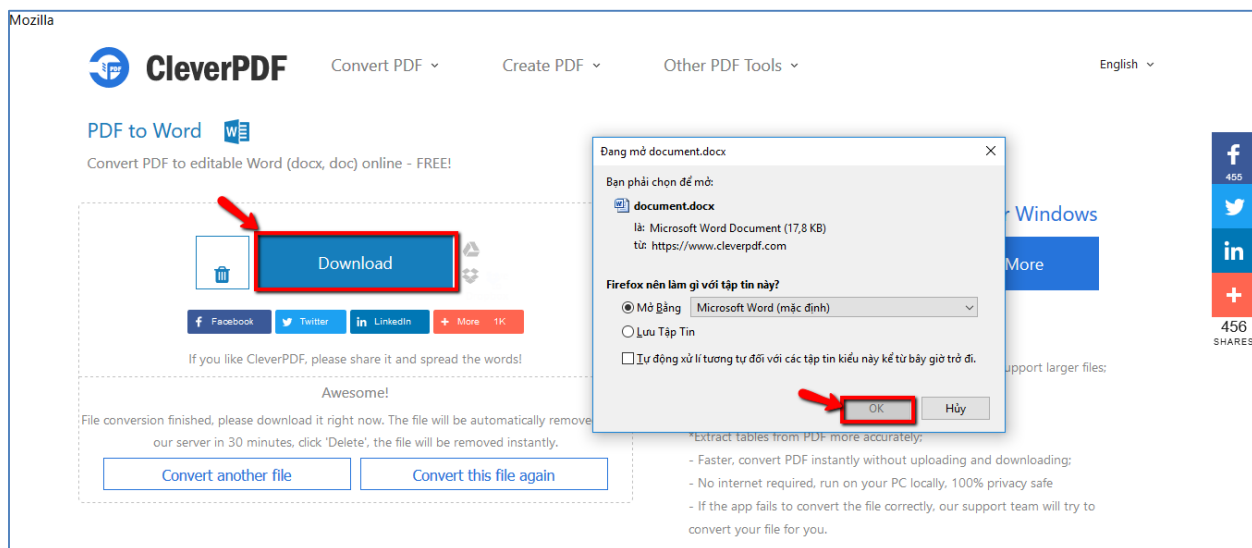 Mozilla
CleverPDF
Convert PDF
Create PDF
Other PDF Tools
English
PDF to Word
Convert PDF to editable Word (docx, doc) online - FREE!
Download
Facebook
Twitter
LinkedIn
More 1K
If you like CleverPDF, please share it and spread the words!
Awesome!
File conversion finished, please download it right now. The file will be automatically remove
our server in 30 minutes, click 'Delete', the file will be removed instantly.
Convert another file
Convert this file again
Đang mở document.docx
Bạn phải chọn để mở:
document.docx
là: Microsoft Word Document (17,8 KB)
từ: https://www.cleverpdf.com
Firefox nên làm gì với tập tin này?
Mở Bằng
Microsoft Word (mặc định)
Lưu Tập Tin
Tự động xử lí tương tự đối với các tập tin kiểu này kể từ bây giờ trở đi.
OK
Hủy
Windows
More
upport larger files;
*Extract tables from PDF more accurately;
- Faster, convert PDF instantly without uploading and downloading;
- No internet required, run on your PC locally, 100% privacy safe
- If the app fails to convert the file correctly, our support team will try to
convert your file for you.
455
456
SHARES